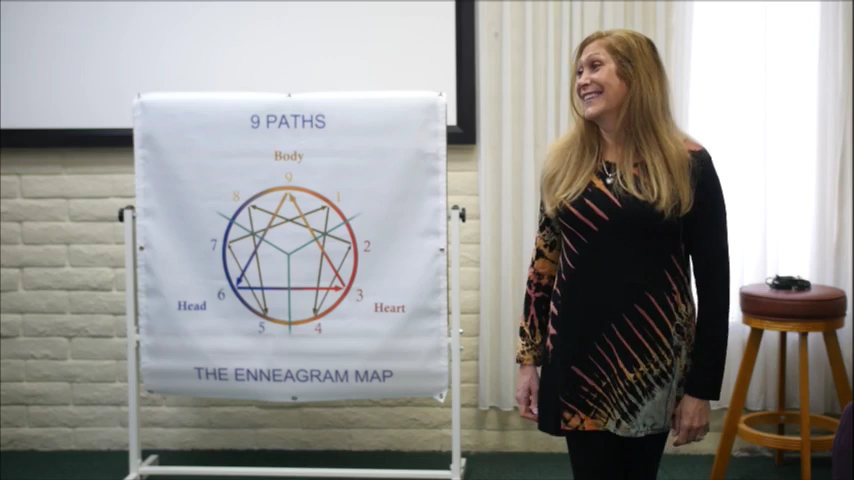 9 PATHS
Body
9
8 1
7 2
6 3
Head Heart
5 4
THE ENNEAGRAM MAP